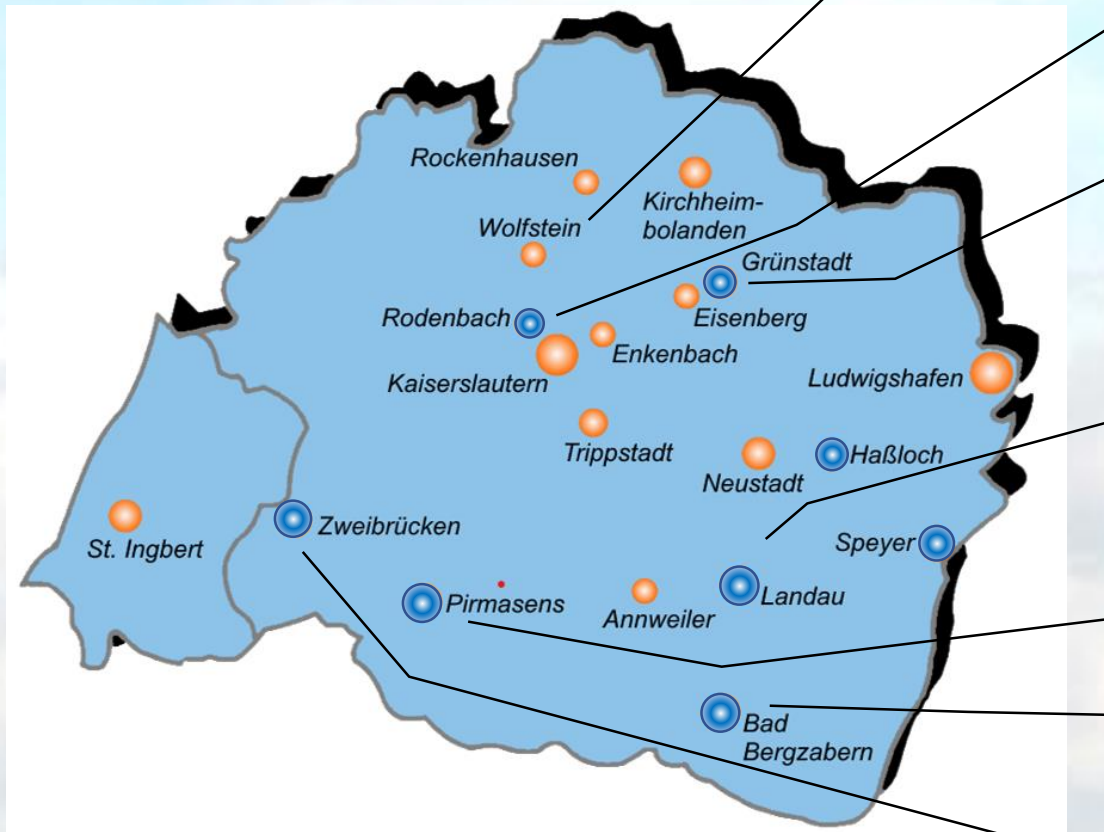 Rockenhausen
Kirchheim-
bolanden
Wolfstein
Grünstadt
Eisenberg
Rodenbach
Enkenbach
Kaiserslautern
Ludwigshafen
Trippstadt
Haßloch
Neustadt
Zweibrücken
St. Ingbert
Speyer
Pirmasens
Landau
Annweiler
Bad
Bergzabern